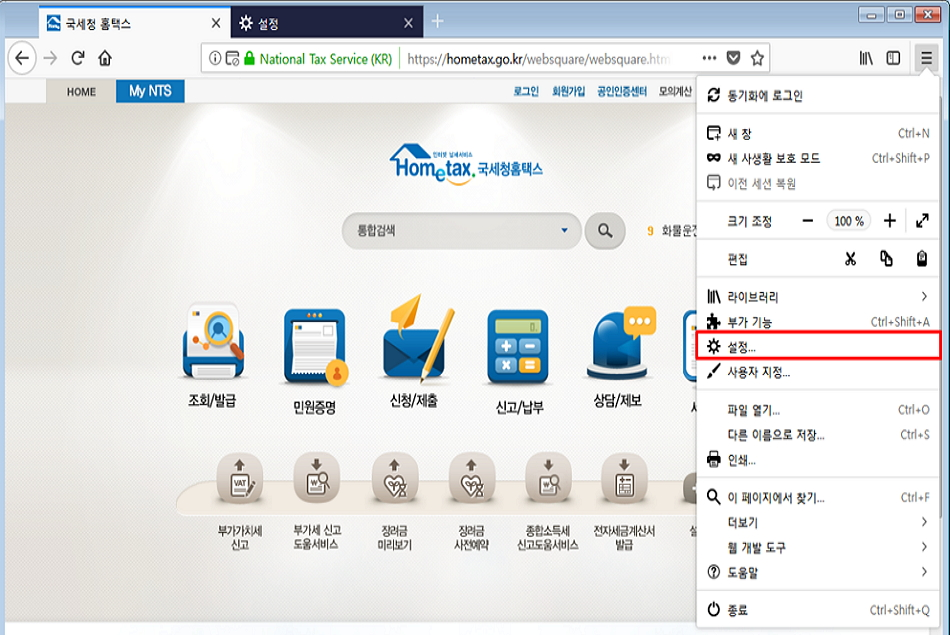 국세청 홈택스
설정
National Tax Service (KR)
https://hometax.go.kr/websquare/websquare.htm
HOME
My NTS
로그인 회원가입 공인인증센터 모의계산
인터넷 납세서비스
Hometax. 국세청홈택스
통합검색
9 화물운전
조회/발급
민원증명
신청/제출
신고/납부
상담/제보
VAT
W
W
부가가치세
신고
부가세 신고
도움서비스
장려금
미리보기
장려금
사전예약
종합소득세
신고도움서비스
전자세금계산서
발급
동기화에 로그인
새 창 Ctrl+N
새 사생활 보호 모드 Ctrl+Shift+P
이전 세션 복원
크기 조정 100 %
편집
라이브러리
부가 기능 Ctrl+Shift+A
설정...
사용자 지정...
파일 열기... Ctrl+O
다른 이름으로 저장... Ctrl+S
인쇄...
이 페이지에서 찾기... Ctrl+F
더보기
웹 개발 도구
도움말
종료 Ctrl+Shift+Q